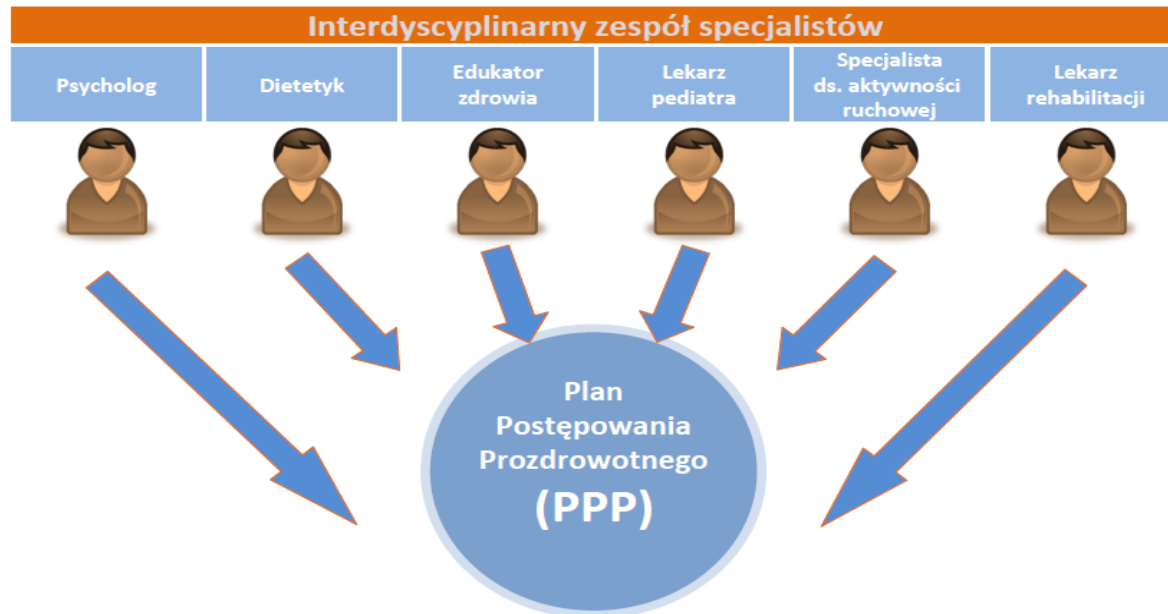 Interdyscyplinarny zespół specjalistów
Psycholog
Dietetyk
Edukator
zdrowia
Lekarz
pediatra
Specjalista
ds. aktywności
ruchowej
Lekarz
rehabilitacji
Plan
Postępowania
Prozdrowotnego
(PPP)